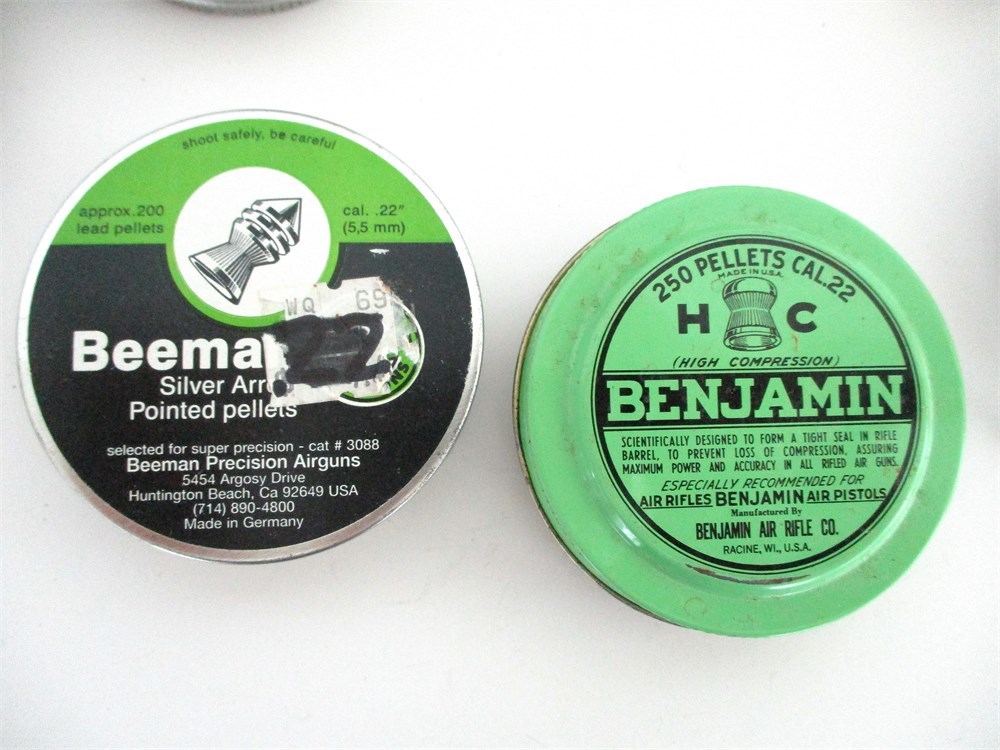 shoot safely, be careful
approx.200
lead pellets
cal. .22"
(5,5 mm)
WQ 69
22
Beema
Silver Arr
Pointed pellets
selected for super precision - cat # 3088
Beeman Precision Airguns
5454 Argosy Drive
Huntington Beach, Ca 92649 USA
(714) 890-4800
Made in Germany
250 PELLETS CAL.22
MADE IN U.S.A.
H C
(HIGH COMPRESSION)
BENJAMIN
SCIENTIFICALLY DESIGNED TO FORM A TIGHT SEAL IN RIFLE
BARREL, TO PREVENT LOSS OF COMPRESSION, ASSURING
MAXIMUM POWER AND ACCURACY IN ALL RIFLED AIR GUNS.
ESPECIALLY RECOMMENDED FOR
AIR RIFLES BENJAMIN AIR PISTOLS
Manufactured By
BENJAMIN AIR RIFLE CO.
RACINE, WI., U.S.A.